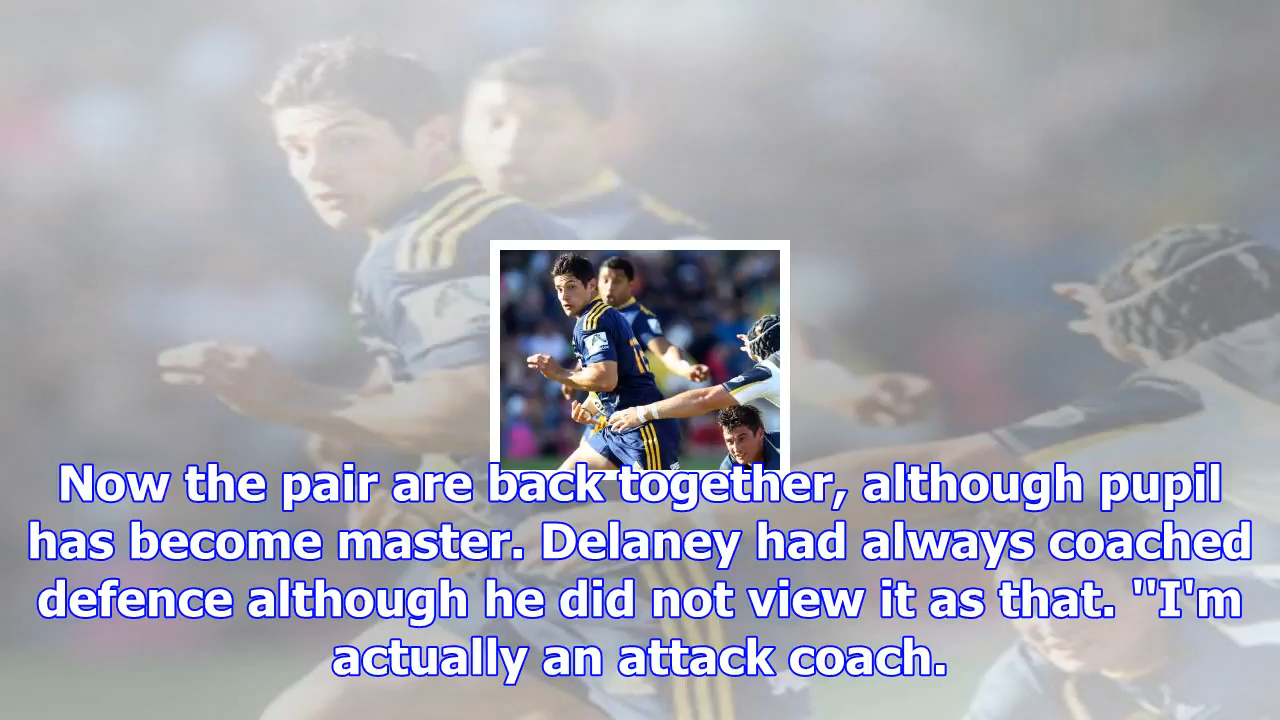 Now the pair are back together, although pupil
has become master. Delaney had always coached
defence although he did not view it as that. "I'm
actually an attack coach.